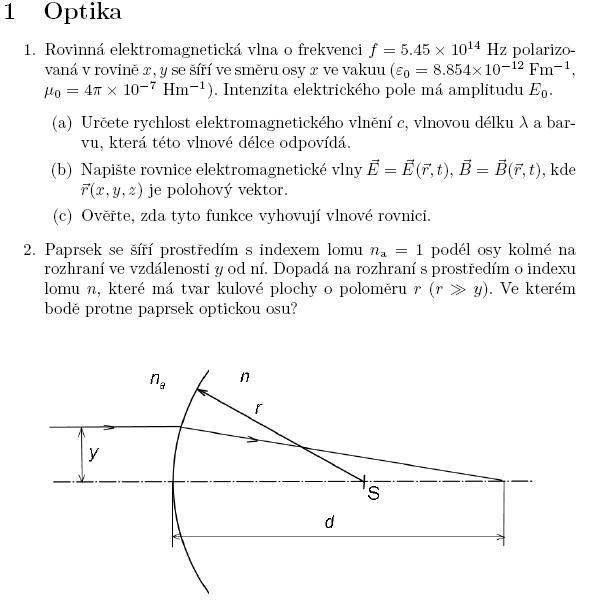 1 Optika
1. Rovinná elektromagnetická vlna o frekvenci f = 5.45 × 10¹⁴ Hz polarizo-
vaná v rovině x, y se šíří ve směru osy x ve vakuu (ε₀ = 8.854×10⁻¹² Fm⁻¹,
μ₀ = 4π × 10⁻⁷ Hm⁻¹). Intenzita elektrického pole má amplitudu E₀.
(a) Určete rychlost elektromagnetického vlnění c, vlnovou délku λ a bar-
vu, která této vlnové délce odpovídá.
(b) Napište rovnice elektromagnetické vlny E⃗ = E⃗(r⃗, t), B⃗ = B⃗(r⃗, t), kde
r⃗(x, y, z) je polohový vektor.
(c) Ověřte, zda tyto funkce vyhovují vlnové rovnici.
2. Paprsek se šíří prostředím s indexem lomu nₐ = 1 podél osy kolmé na
rozhraní ve vzdálenosti y od ní. Dopadá na rozhraní s prostředím o indexu
lomu n, které má tvar kulové plochy o poloměru r (r ≫ y). Ve kterém
bodě protne paprsek optickou osu?
nₐ n
r
y
S
d